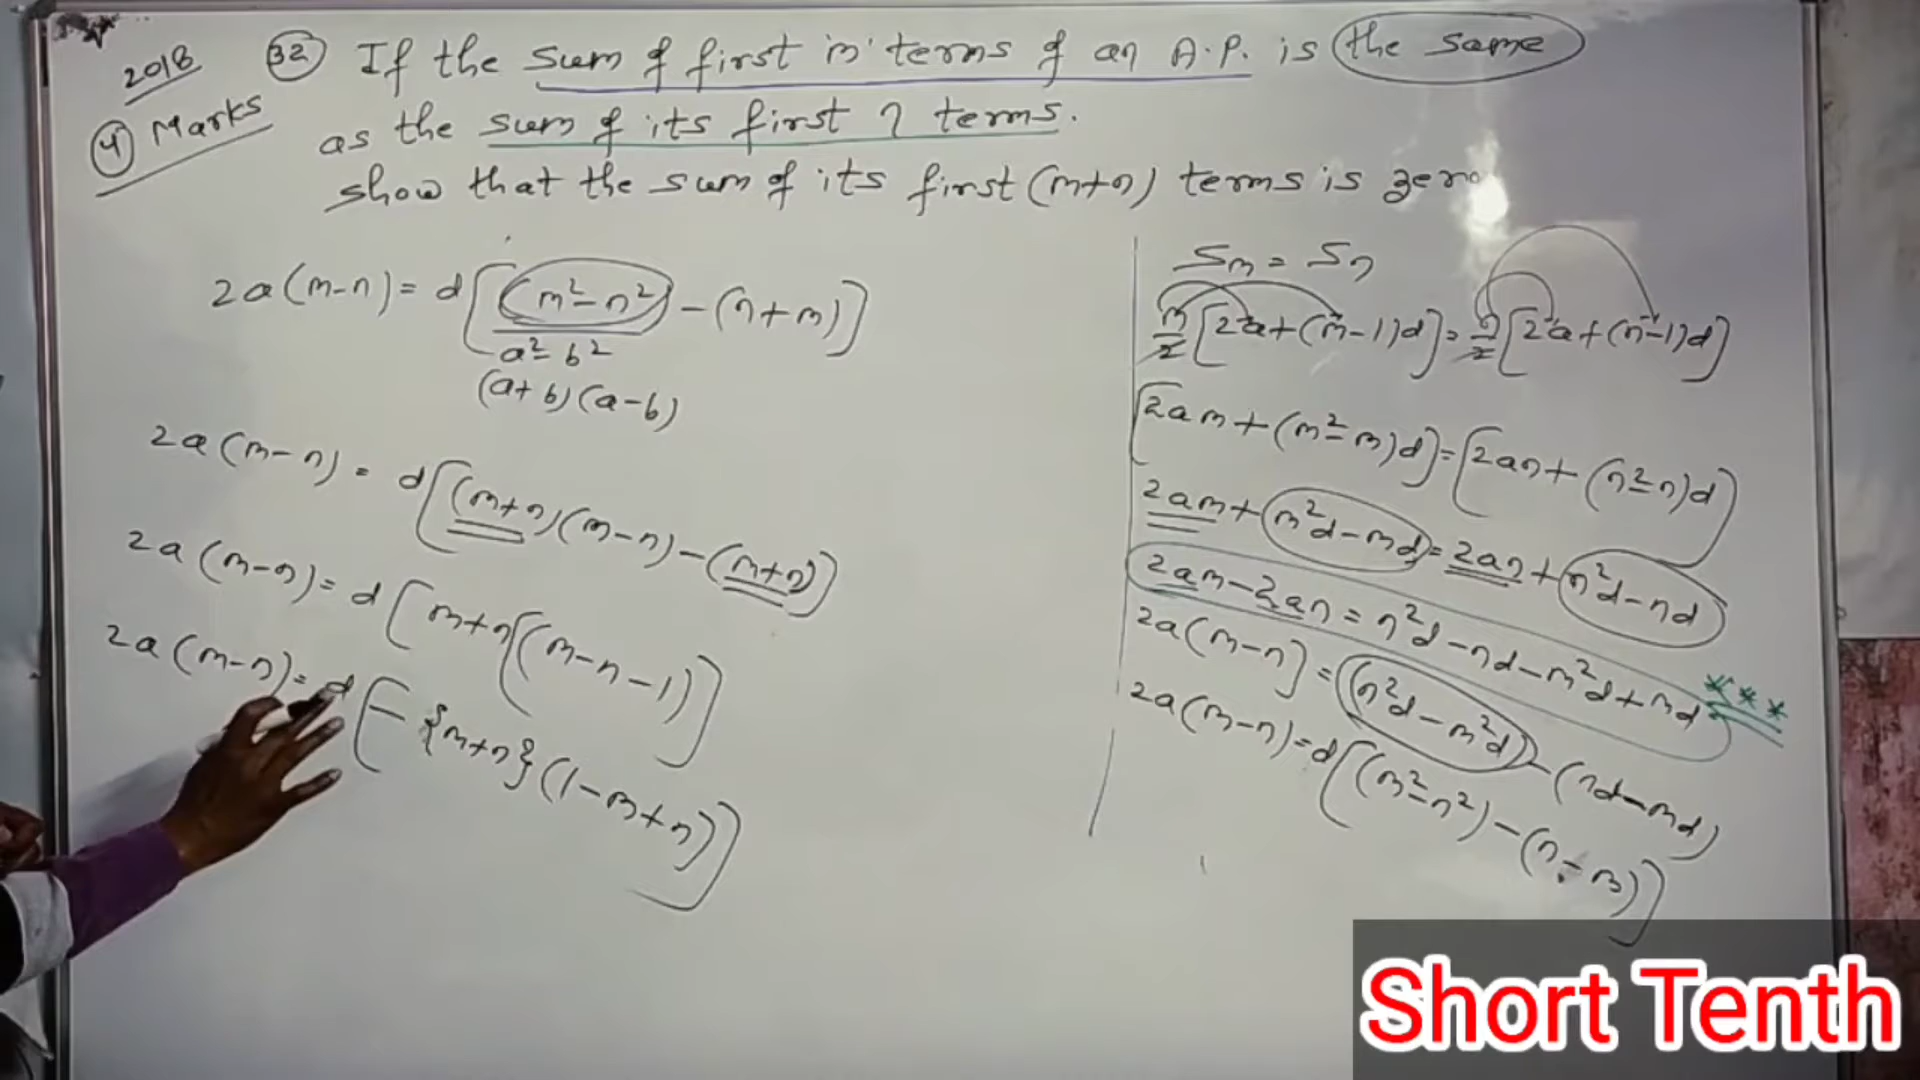 2018
(4) Marks
(32) If the sum of first m terms of an A.P. is the same
as the sum of its first n terms.
show that the sum of its first (m+n) terms is zero
2a(m-n) = d[(m²-n²) - (n+m)]
a²-b²
(a+b)(a-b)
2a(m-n) = d[(m+n)(m-n) - (m+n)]
2a(m-n) = d[m+n((m-n-1)]
2a(m-n) = d[-{m+n}(1-m+n)]
Sm = Sn
m/2[2a+(m-1)d] = n/2[2a+(n-1)d]
[2am+(m²-m)d] = [2an+(n²-n)d]
2am+m²d-md = 2an+n²d-nd
2am-2an = n²d-nd-m²d+md ***
2a(m-n] = (n²d-m²d)-(nd-md)
2a(m-n) = d[(m²-n²)-(n-m)]
Short Tenth